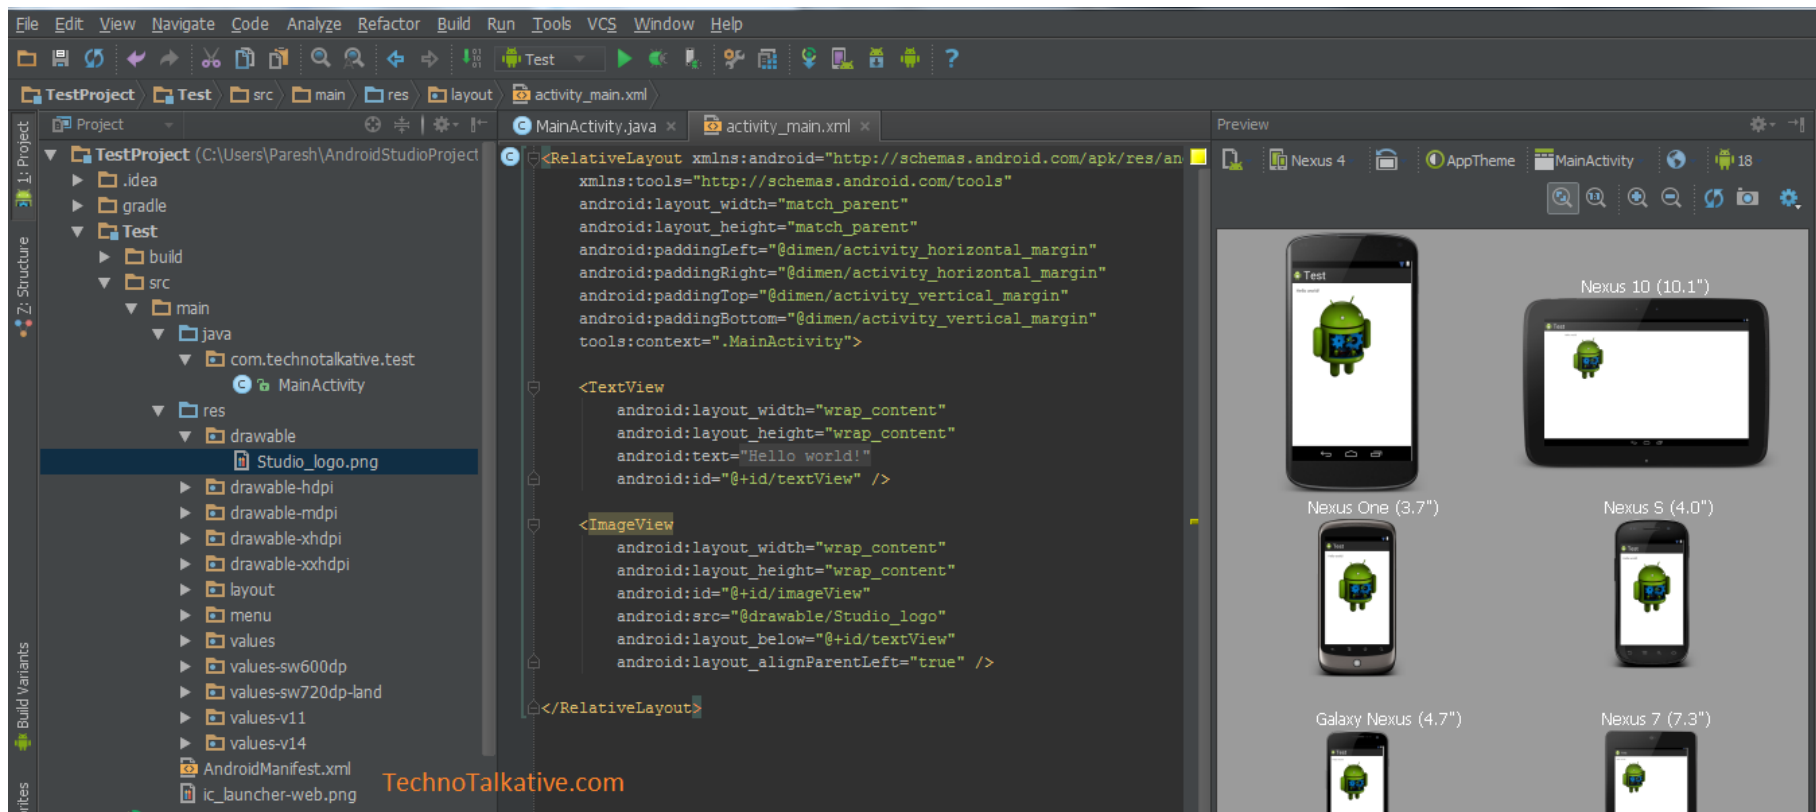 File Edit View Navigate Code Analyze Refactor Build Run Tools VCS Window Help
Test
TestProject Test src main res layout activity_main.xml
1: Project
Z: Structure
Build Variants
Project
TestProject (C:\Users\Paresh\AndroidStudioProject
.idea
gradle
Test
build
src
main
java
com.technotalkative.test
MainActivity
res
drawable
Studio_logo.png
drawable-hdpi
drawable-mdpi
drawable-xhdpi
drawable-xxhdpi
layout
menu
values
values-sw600dp
values-sw720dp-land
values-v11
values-v14
AndroidManifest.xml
ic_launcher-web.png
MainActivity.java activity_main.xml
<RelativeLayout xmlns:android="http://schemas.android.com/apk/res/an
xmlns:tools="http://schemas.android.com/tools"
android:layout_width="match_parent"
android:layout_height="match_parent"
android:paddingLeft="@dimen/activity_horizontal_margin"
android:paddingRight="@dimen/activity_horizontal_margin"
android:paddingTop="@dimen/activity_vertical_margin"
android:paddingBottom="@dimen/activity_vertical_margin"
tools:context=".MainActivity">
<TextView
android:layout_width="wrap_content"
android:layout_height="wrap_content"
android:text="Hello world!"
android:id="@+id/textView" />
<ImageView
android:layout_width="wrap_content"
android:layout_height="wrap_content"
android:id="@+id/imageView"
android:src="@drawable/Studio_logo"
android:layout_below="@+id/textView"
android:layout_alignParentLeft="true" />
</RelativeLayout>
TechnoTalkative.com
Preview
Nexus 4 AppTheme MainActivity 18
1:1
Test
Hello world!
Nexus 10 (10.1")
Test
Nexus One (3.7")
Test
Nexus S (4.0")
Test
Galaxy Nexus (4.7")
Test
Nexus 7 (7.3")